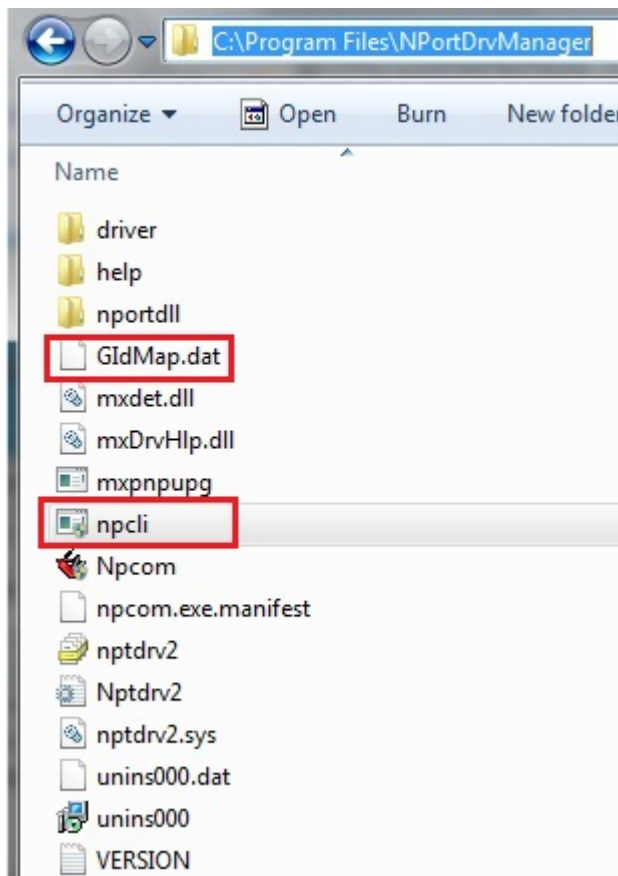 C:\Program Files\NPortDrvManager
Organize Open Burn New folde
Name
driver
help
nportdll
GIdMap.dat
mxdet.dll
mxDrvHlp.dll
mxpnpupg
npcli
Npcom
npcom.exe.manifest
nptdrv2
Nptdrv2
nptdrv2.sys
unins000.dat
unins000
VERSION